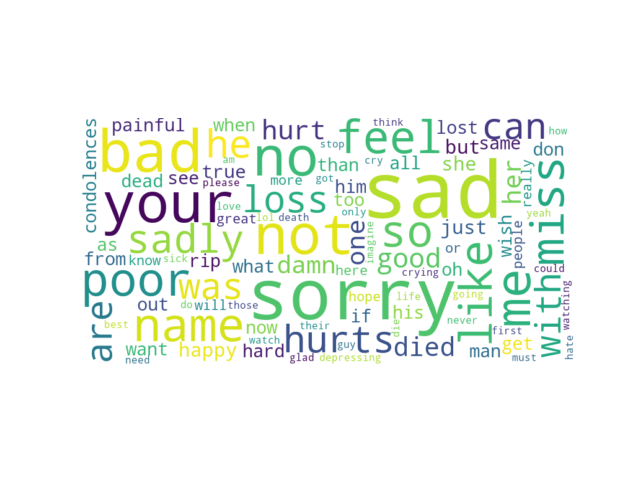 painful when hurt feel lost think can how
condolences bad he no stop but same don
am true than cry all she her really
dead see please more got him too sad
your love loss only wish people yeah
great lol death one so just or could
as sadly not imagine good like me with miss
from know sick rip what damn here crying oh watching
poor was hope life going
are out do will those if his never
name now their die first hate
best want happy hurts watch guy died man get
need hard glad depressing must
sorry